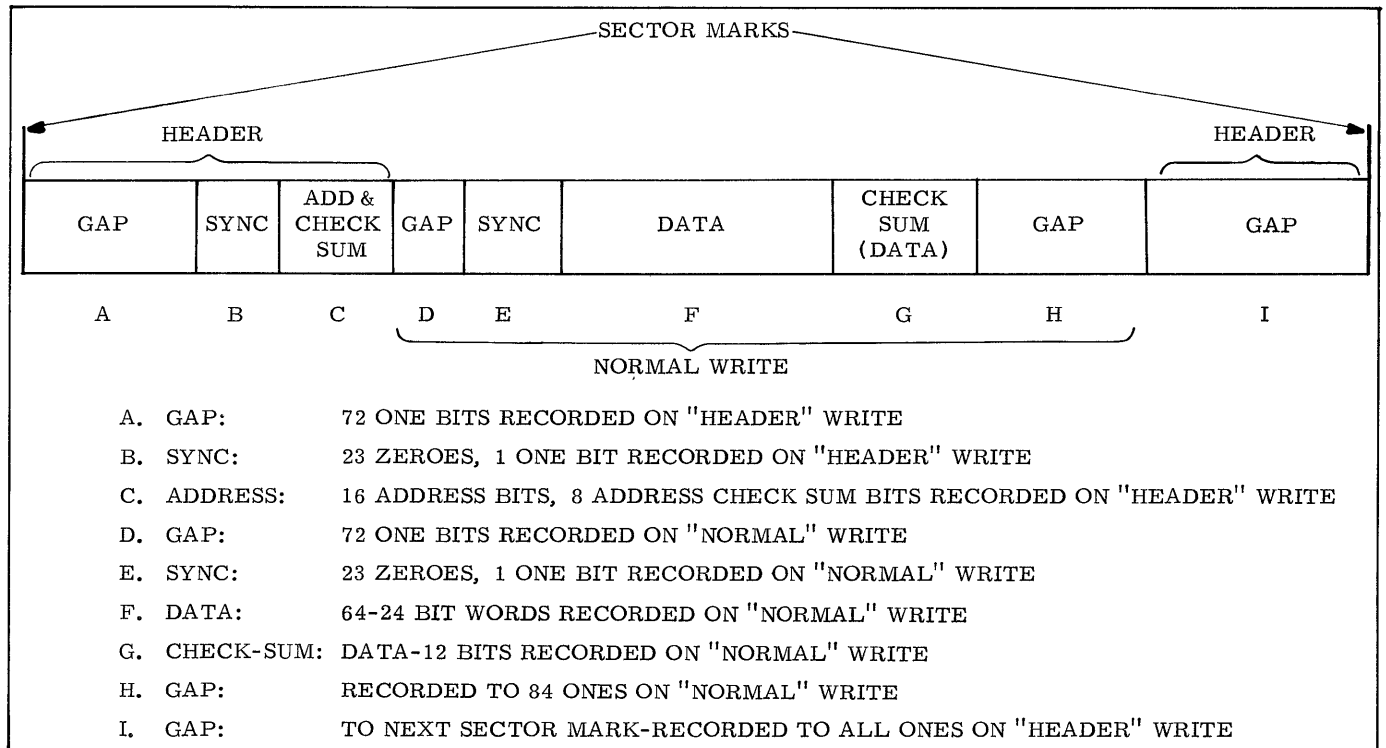 SECTOR MARKS
HEADER
HEADER
GAP
SYNC
ADD &
CHECK
SUM
GAP
SYNC
DATA
CHECK
SUM
(DATA)
GAP
GAP
A B C D E F G H I
NORMAL WRITE
A. GAP: 72 ONE BITS RECORDED ON "HEADER" WRITE
B. SYNC: 23 ZEROES, 1 ONE BIT RECORDED ON "HEADER" WRITE
C. ADDRESS: 16 ADDRESS BITS, 8 ADDRESS CHECK SUM BITS RECORDED ON "HEADER" WRITE
D. GAP: 72 ONE BITS RECORDED ON "NORMAL" WRITE
E. SYNC: 23 ZEROES, 1 ONE BIT RECORDED ON "NORMAL" WRITE
F. DATA: 64-24 BIT WORDS RECORDED ON "NORMAL" WRITE
G. CHECK-SUM: DATA-12 BITS RECORDED ON "NORMAL" WRITE
H. GAP: RECORDED TO 84 ONES ON "NORMAL" WRITE
I. GAP: TO NEXT SECTOR MARK-RECORDED TO ALL ONES ON "HEADER" WRITE